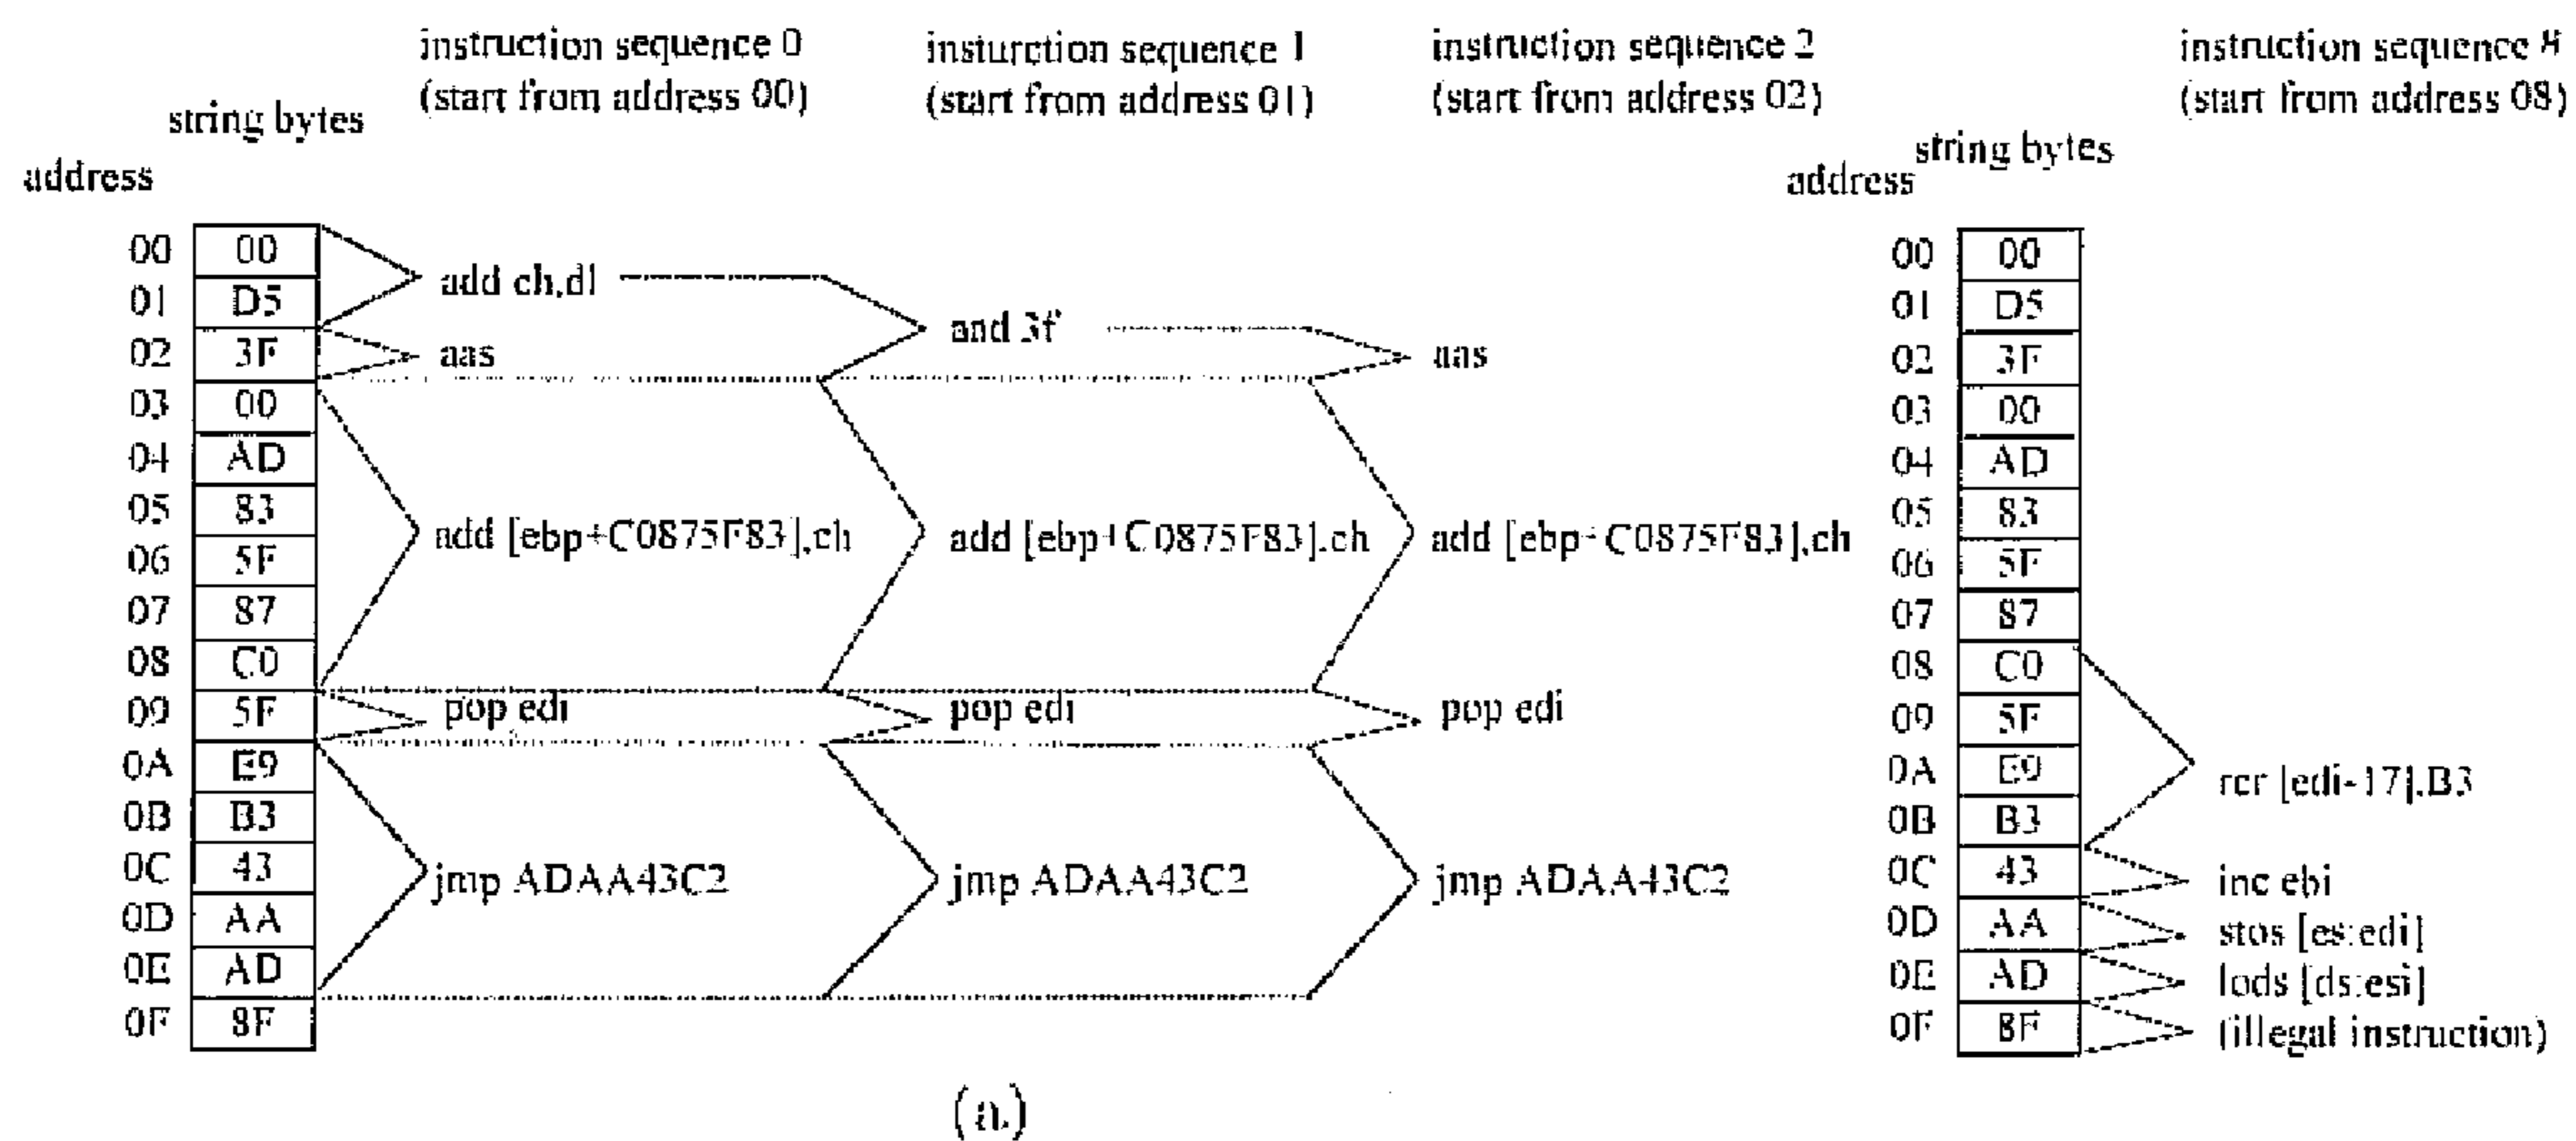 instruction sequence 0
(start from address 00)
insturction sequence 1
(start from address 01)
instruction sequence 2
(start from address 02)
instruction sequence 8
(start from address 08)
string bytes
address
00 00
01 D5
02 3F
03 00
04 AD
05 83
06 5F
07 87
08 C0
09 5F
0A E9
0B B3
0C 43
0D AA
0E AD
0F 8F
add ch,dl
aas
add [ebp+C0875F83],ch
pop edi
jmp ADAA43C2
and 3f
add [ebp+C0875F83],ch
pop edi
jmp ADAA43C2
aas
add [ebp+C0875F83],ch
pop edi
jmp ADAA43C2
string bytes
address
00 00
01 D5
02 3F
03 00
04 AD
05 83
06 5F
07 87
08 C0
09 5F
0A E9
0B B3
0C 43
0D AA
0E AD
0F 8F
rcr [edi-17],B3
inc ebi
stos [es:edi]
lods [ds:esi]
(illegal instruction)
(a.)